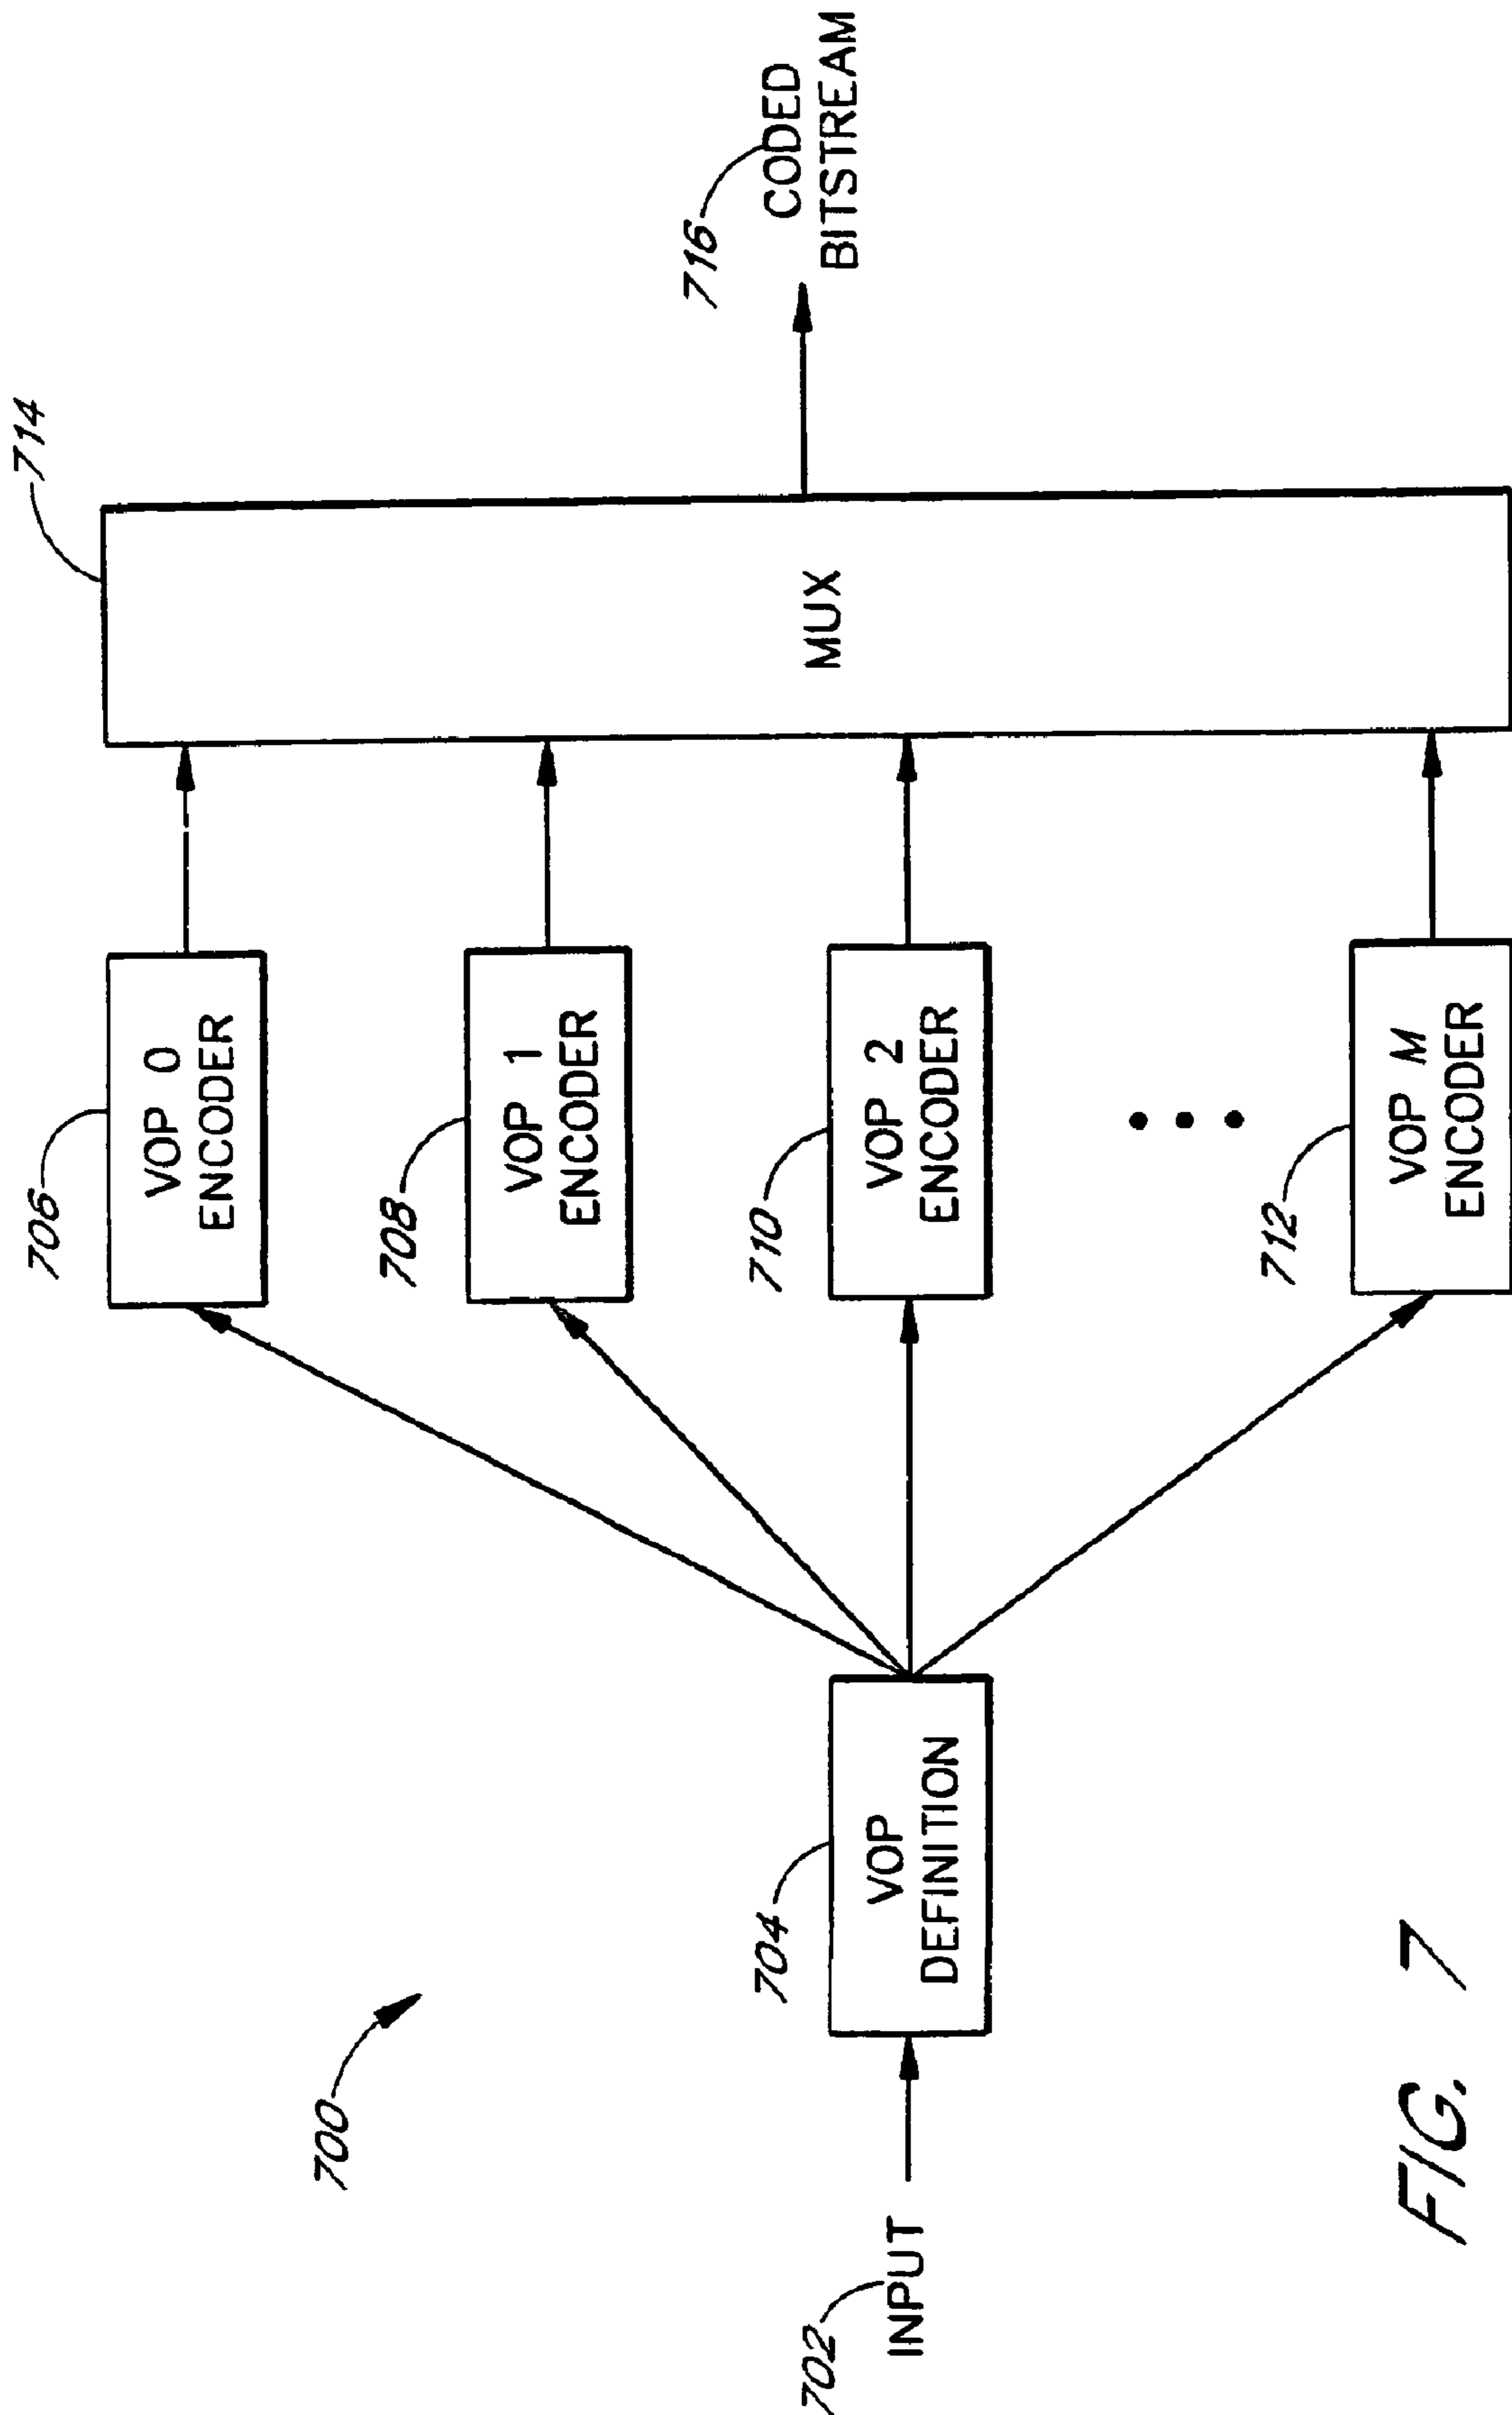 700
702
INPUT
704
VOP
DEFINITION
706
VOP 0
ENCODER
708
VOP 1
ENCODER
710
VOP 2
ENCODER
712
VOP M
ENCODER
714
MUX
716
CODED
BITSTREAM
FIG. 7